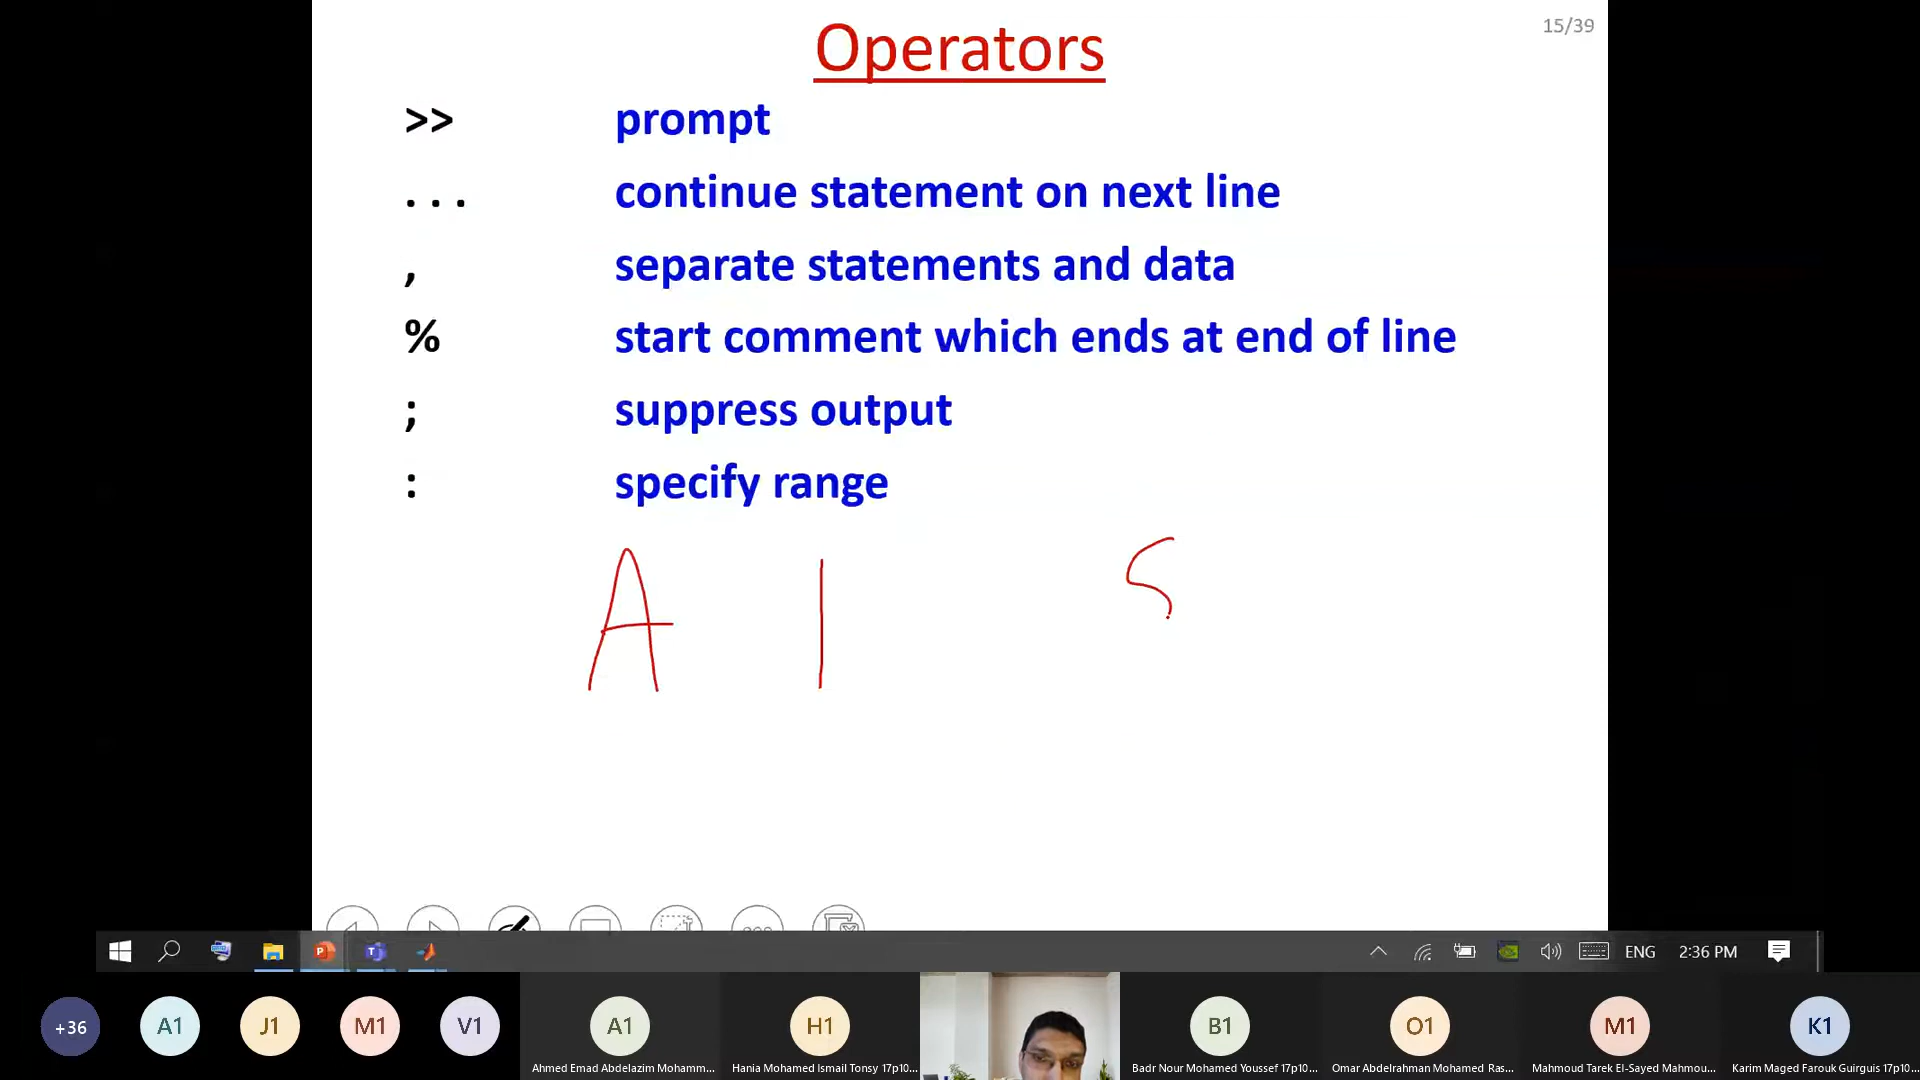 Operators
15/39
>> prompt
. . . continue statement on next line
, separate statements and data
% start comment which ends at end of line
; suppress output
: specify range
A 1 S
ENG 2:36 PM
+36 A1 J1 M1 V1 A1 H1 B1 O1 M1 K1
Ahmed Emad Abdelazim Mohamm... Hania Mohamed Ismail Tonsy 17p10... Badr Nour Mohamed Youssef 17p10... Omar Abdelrahman Mohamed Ras... Mahmoud Tarek El-Sayed Mahmou... Karim Maged Farouk Guirguis 17p10...